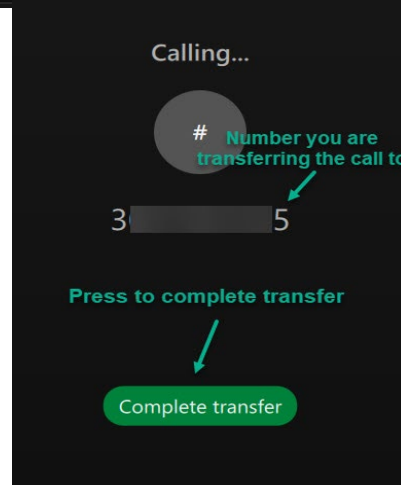 Calling...
#
Number you are
transferring the call to
3 5
Press to complete transfer
Complete transfer